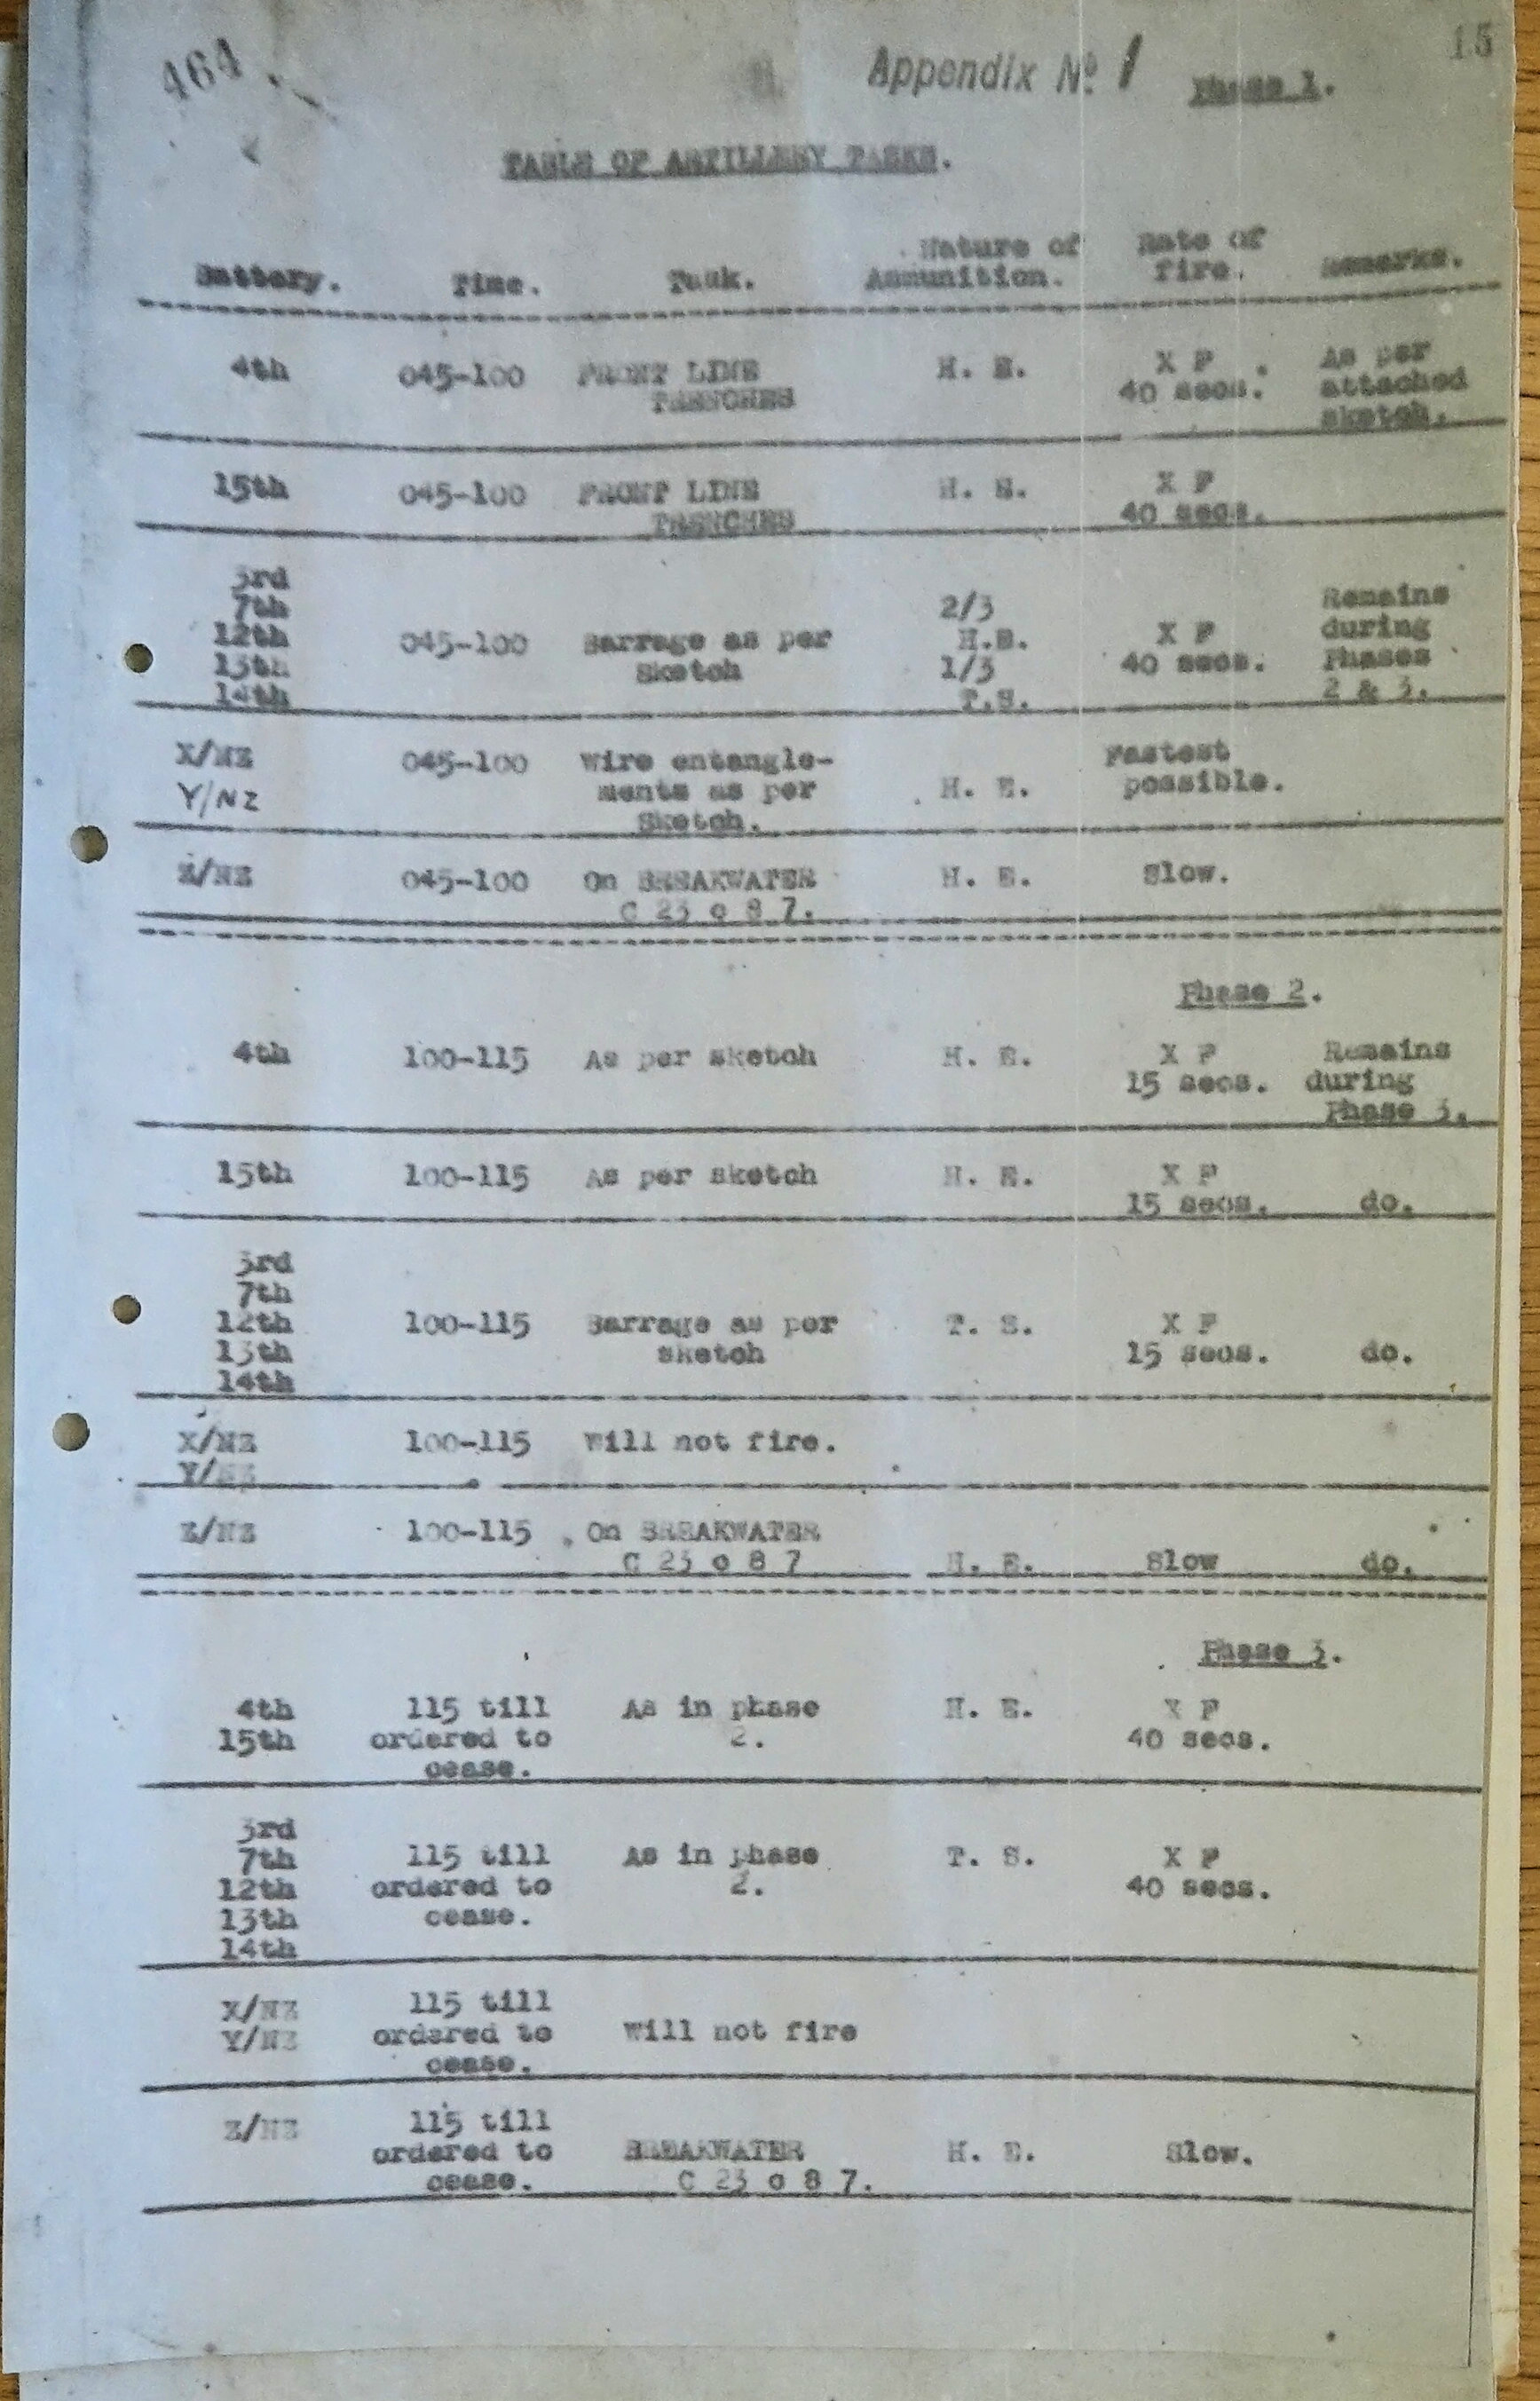 464
Appendix Nº 1 Phase 1. 15
TABLE OF ARTILLERY TASKS.
Battery. Time. Task. Nature of Ammunition. Rate of fire. Remarks.
4th 045-100 FRONT LINE H. E. X F As per
TRENCHES 40 secs. attached
sketch.
15th 045-100 FRONT LINE H. E. X F
TRENCHES 40 secs.
3rd
7th 2/3 Remains
12th 045-100 Barrage as per H.E. X F during
13th Sketch 1/3 40 secs. Phases
14th T.S. 2 & 3.
X/NZ 045-100 Wire entangle- Fastest
Y/NZ ments as per H. E. possible.
Sketch.
Z/NZ 045-100 On BREAKWATER H. E. Slow.
C 23 c 8 7.
Phase 2.
4th 100-115 As per sketch H. E. X F Remains
15 secs. during
Phase 3.
15th 100-115 As per sketch H. E. X F
15 secs. do.
3rd
7th
12th 100-115 Barrage as per T. S. X F
13th sketch 15 secs. do.
14th
X/NZ 100-115 Will not fire.
Y/NZ
Z/NZ 100-115 On BREAKWATER
C 23 c 8 7 H. E. Slow do.
Phase 3.
4th 115 till As in phase H. E. X F
15th ordered to 2. 40 secs.
cease.
3rd
7th 115 till As in phase T. S. X F
12th ordered to 2. 40 secs.
13th cease.
14th
X/NZ 115 till
Y/NZ ordered to Will not fire
cease.
Z/NZ 115 till
ordered to BREAKWATER H. E. Slow.
cease. C 23 c 8 7.